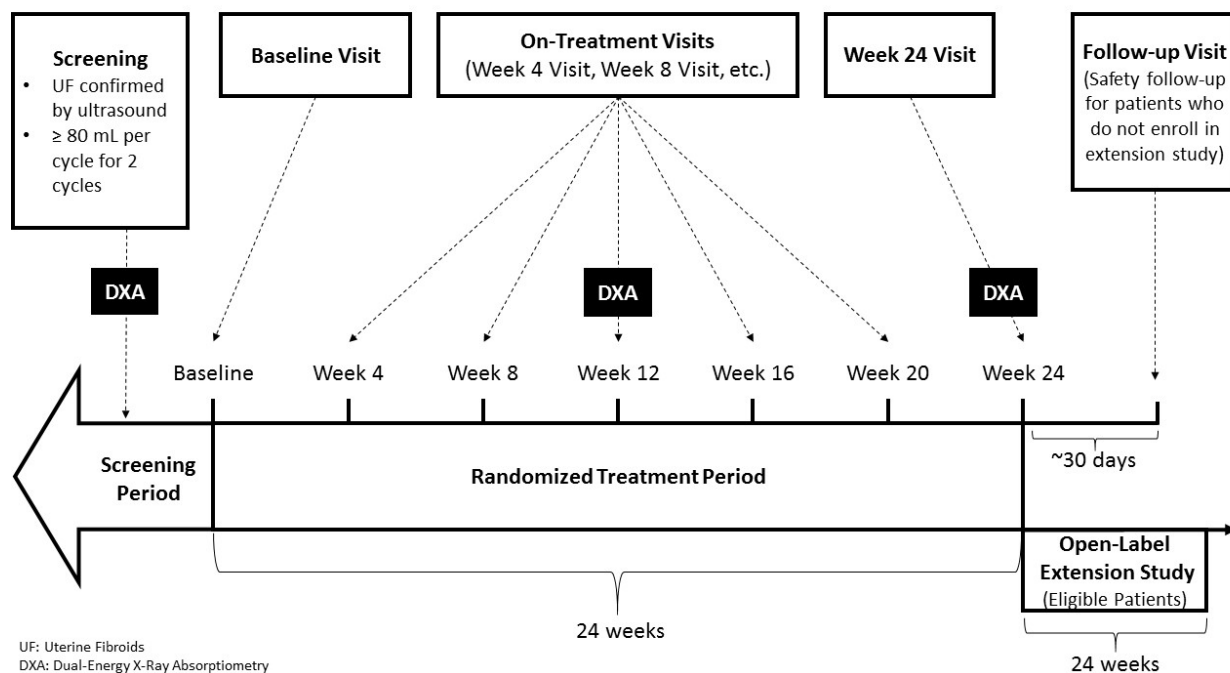 Screening
• UF confirmed
by ultrasound
• ≥ 80 mL per
cycle for 2
cycles
Baseline Visit
On-Treatment Visits
(Week 4 Visit, Week 8 Visit, etc.)
Week 24 Visit
Follow-up Visit
(Safety follow-up
for patients who
do not enroll in
extension study)
DXA
DXA
DXA
Baseline
Week 4
Week 8
Week 12
Week 16
Week 20
Week 24
Screening
Period
Randomized Treatment Period
~30 days
Open-Label
Extension Study
(Eligible Patients)
24 weeks
24 weeks
UF: Uterine Fibroids
DXA: Dual-Energy X-Ray Absorptiometry